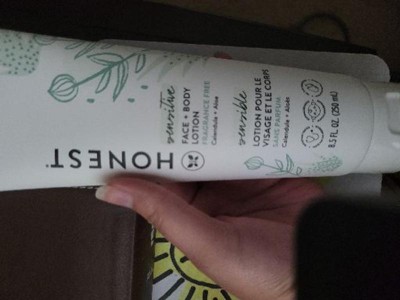 HONEST
sensitive
FACE + BODY
LOTION
FRAGRANCE FREE
Calendula + Aloe
sensible
LOTION POUR LE
VISAGE ET LE CORPS
SANS PARFUM
Calendula + Aloès
8.5 FL. OZ. (250 mL)